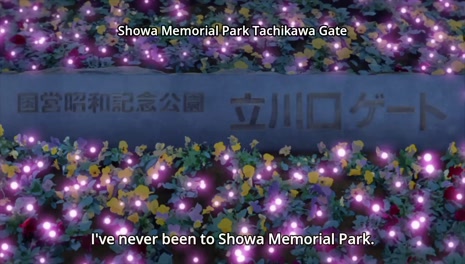 Showa Memorial Park Tachikawa Gate
国営昭和記念公園 立川口ゲート
I've never been to Showa Memorial Park.